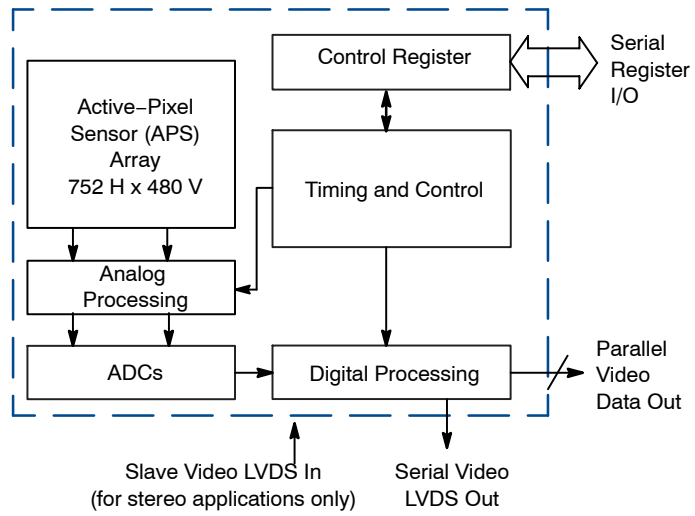 Control Register
Serial
Register
I/O
Active−Pixel
Sensor (APS)
Array
752 H x 480 V
Timing and Control
Analog
Processing
ADCs
Digital Processing
Parallel
Video
Data Out
Slave Video LVDS In
(for stereo applications only)
Serial Video
LVDS Out